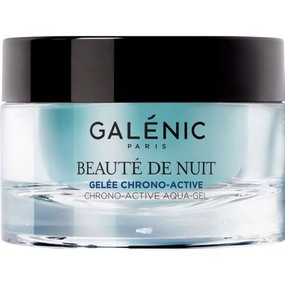 GALÉNIC
PARIS
BEAUTÉ DE NUIT
GELÉE CHRONO-ACTIVE
CHRONO-ACTIVE AQUA-GEL